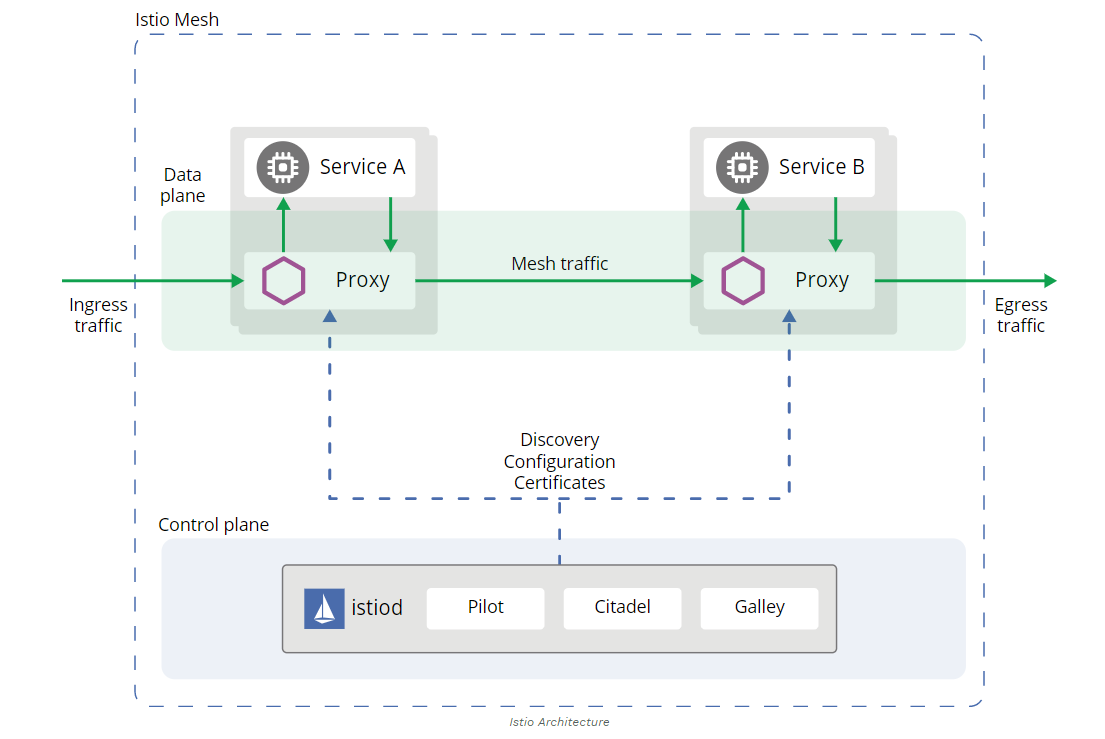 Istio Mesh
Data
plane
Service A
Service B
Proxy
Mesh traffic
Proxy
Ingress
traffic
Egress
traffic
Discovery
Configuration
Certificates
Control plane
istiod
Pilot
Citadel
Galley
Istio Architecture